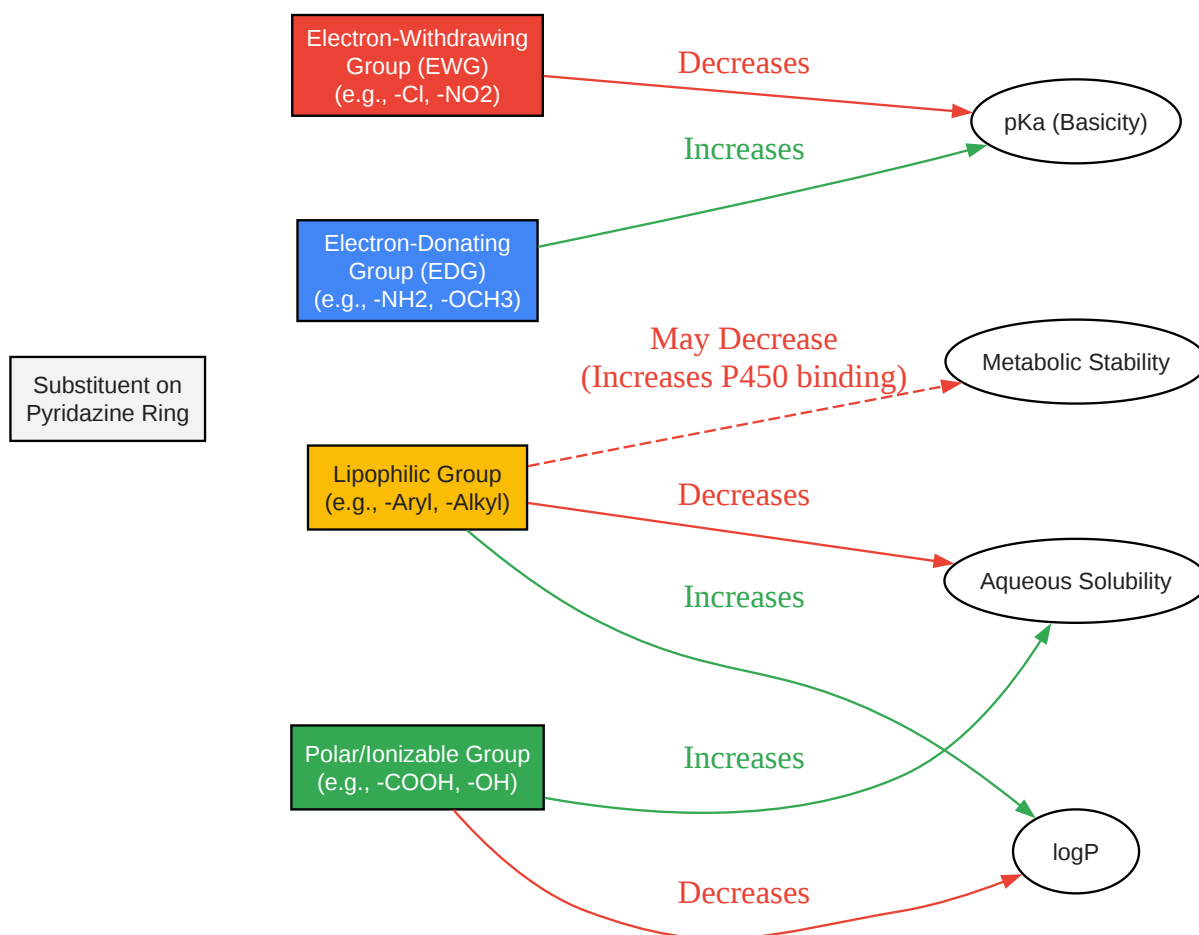 Electron-Withdrawing
Group (EWG)
(e.g., -Cl, -NO2)
Decreases
pKa (Basicity)
Increases
Electron-Donating
Group (EDG)
(e.g., -NH2, -OCH3)
May Decrease
(Increases P450 binding)
Metabolic Stability
Substituent on
Pyridazine Ring
Lipophilic Group
(e.g., -Aryl, -Alkyl)
Decreases
Aqueous Solubility
Increases
Polar/Ionizable Group
(e.g., -COOH, -OH)
Increases
logP
Decreases